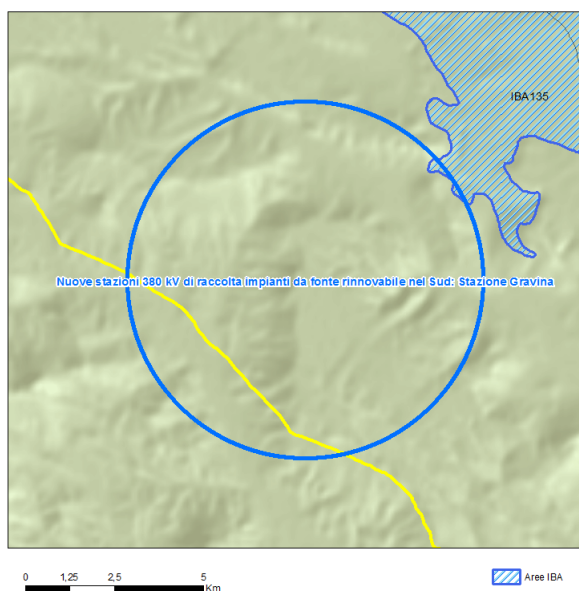 IBA135
Nuove stazioni 380 kV di raccolta impianti da fonte rinnovabile nel Sud: Stazione Gravina
0 1,25 2,5 5
Km
Aree IBA